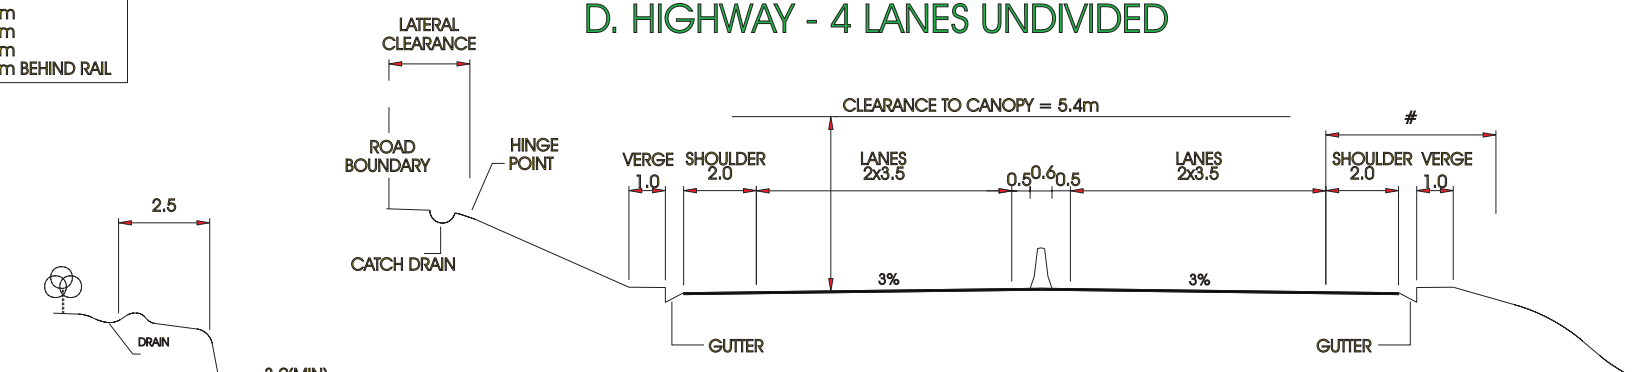 m
m
m
m BEHIND RAIL
D. HIGHWAY - 4 LANES UNDIVIDED
LATERAL
CLEARANCE
CLEARANCE TO CANOPY = 5.4m
#
ROAD
BOUNDARY
HINGE
POINT
VERGE
1.0
SHOULDER
2.0
LANES
2x3.5
0.5
0.6
0.5
LANES
2x3.5
SHOULDER
2.0
VERGE
1.0
2.5
CATCH DRAIN
3%
3%
DRAIN
GUTTER
GUTTER